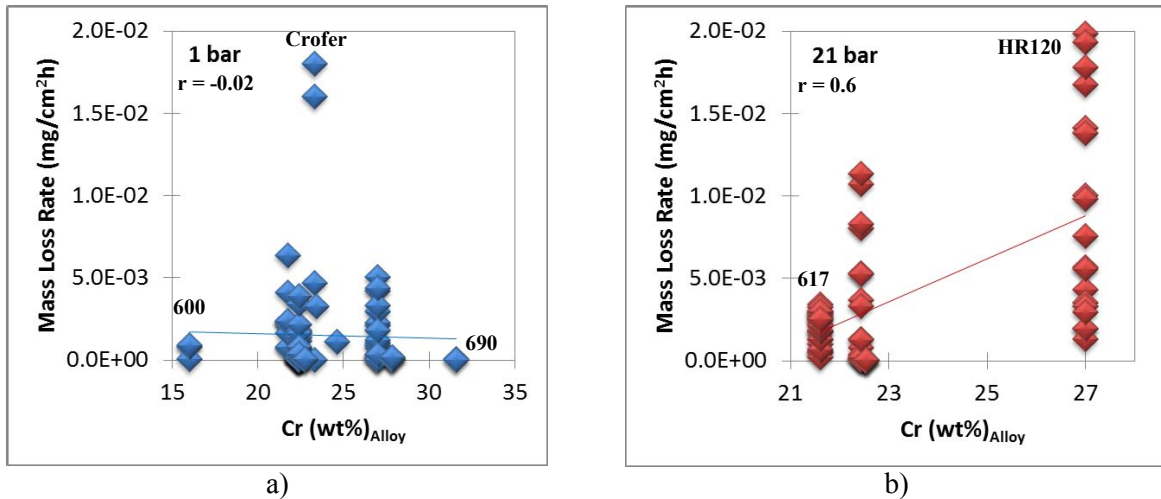 2.0E-02
1.5E-02
1.0E-02
5.0E-03
0.0E+00
Mass Loss Rate (mg/cm²h)
1 bar
r = -0.02
Crofer
600
690
15 20 25 30 35
Cr (wt%)Alloy
a)
2.0E-02
1.5E-02
1.0E-02
5.0E-03
0.0E+00
Mass Loss Rate (mg/cm²h)
21 bar
r = 0.6
HR120
617
21 23 25 27
Cr (wt%)Alloy
b)